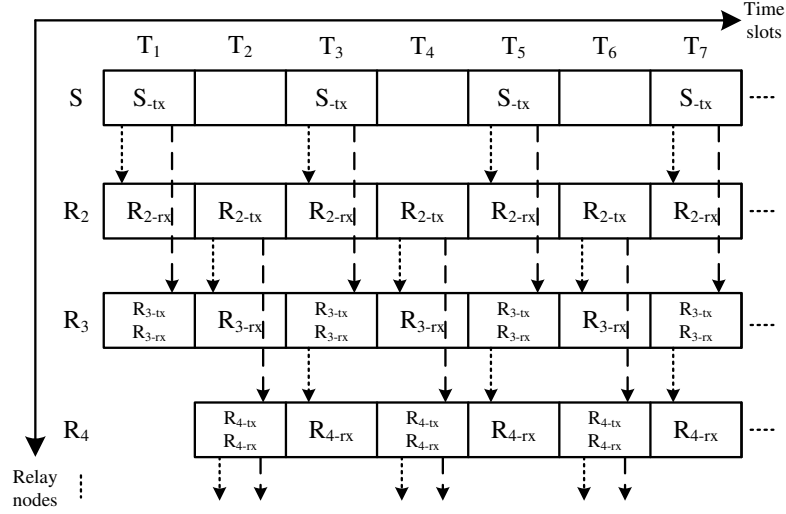 Time
slots
T₁ T₂ T₃ T₄ T₅ T₆ T₇
S S-tx S-tx S-tx S-tx
R₂ R2-rx R2-tx R2-rx R2-tx R2-rx R2-tx R2-rx
R₃ R3-tx R3-rx R3-rx R3-tx R3-rx R3-rx R3-tx R3-rx R3-rx R3-tx R3-rx
R₄ R4-tx R4-rx R4-rx R4-tx R4-rx R4-rx R4-tx R4-rx R4-rx
Relay
nodes